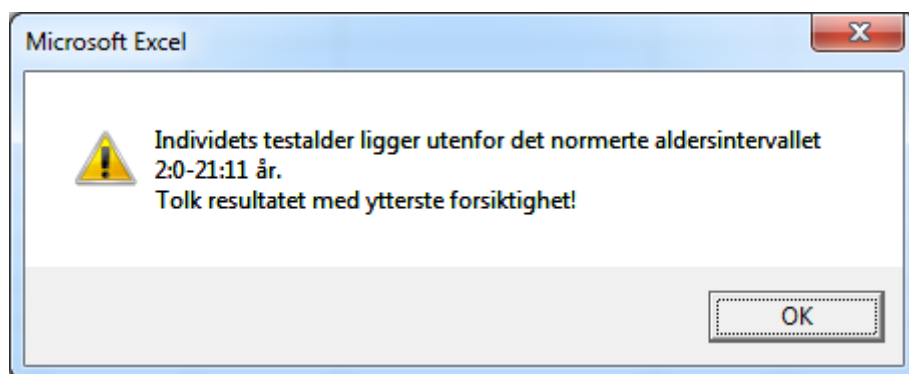 Microsoft Excel
Individets testalder ligger utenfor det normerte aldersintervallet
2:0-21:11 år.
Tolk resultatet med ytterste forsiktighet!
OK